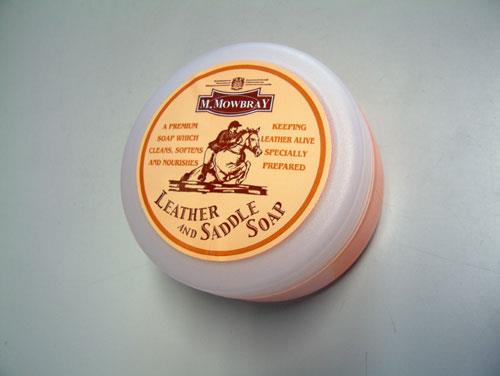 M. MOWBRAY
A PREMIUM
SOAP WHICH
CLEANS, SOFTENS
AND NOURISHES
KEEPING
LEATHER ALIVE
SPECIALLY
PREPARED
LEATHER
AND SADDLE
SOAP